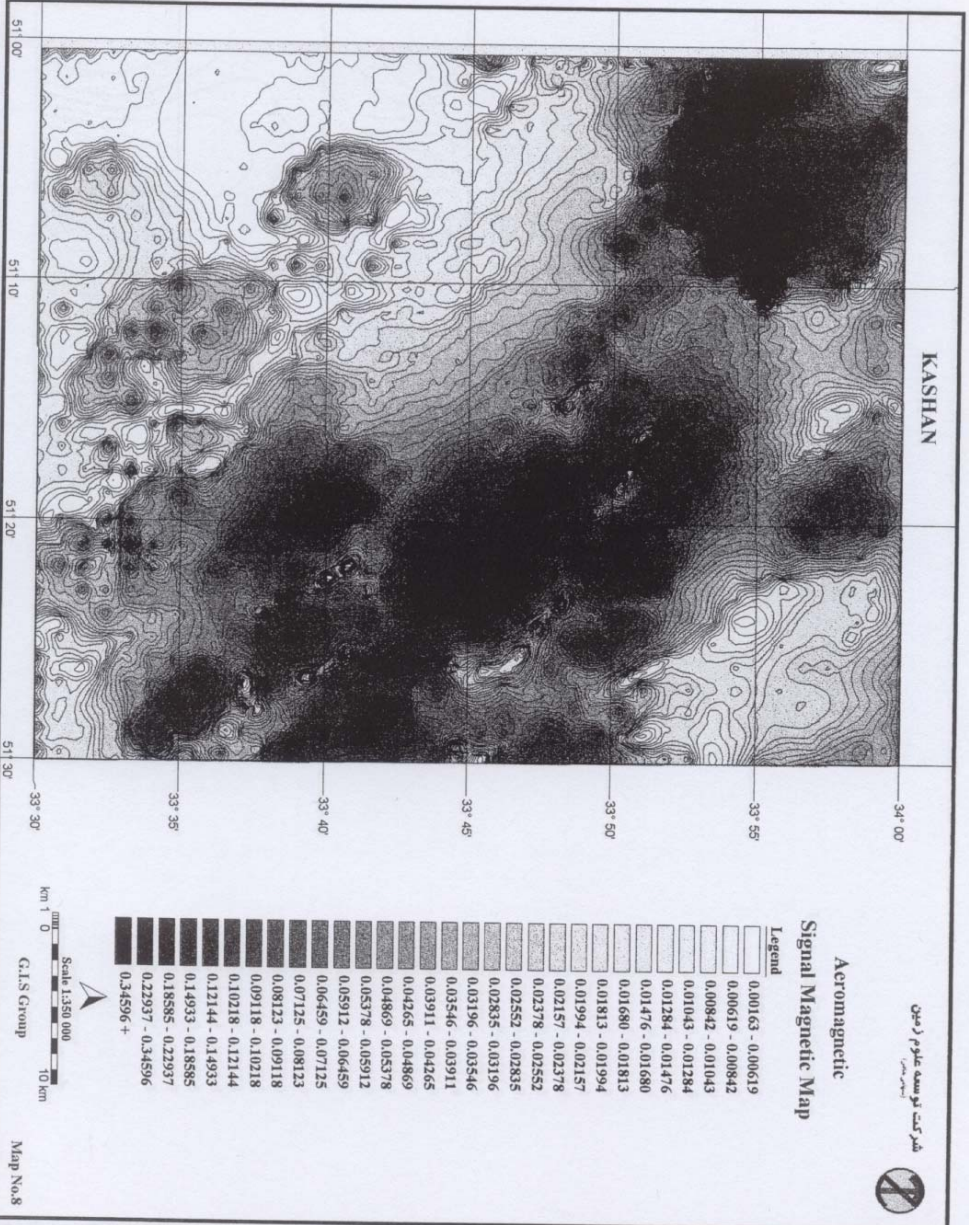 KASHAN
34° 00'
33° 55'
33° 50'
33° 45'
33° 40'
33° 35'
33° 30'
51° 00'
51° 10'
51° 20'
51° 30'
شرکت توسعه علوم زمین
(سهامی خاص)
Aeromagnetic
Signal Magnetic Map
Legend
0.00163 - 0.00619
0.00619 - 0.00842
0.00842 - 0.01043
0.01043 - 0.01284
0.01284 - 0.01476
0.01476 - 0.01680
0.01680 - 0.01813
0.01813 - 0.01994
0.01994 - 0.02157
0.02157 - 0.02378
0.02378 - 0.02552
0.02552 - 0.02835
0.02835 - 0.03196
0.03196 - 0.03546
0.03546 - 0.03911
0.03911 - 0.04265
0.04265 - 0.04869
0.04869 - 0.05378
0.05378 - 0.05912
0.05912 - 0.06459
0.06459 - 0.07125
0.07125 - 0.08123
0.08123 - 0.09118
0.09118 - 0.10218
0.10218 - 0.12144
0.12144 - 0.14933
0.14933 - 0.18585
0.18585 - 0.22937
0.22937 - 0.34596
0.34596 +
Scale 1:350 000
km 1 0 10 km
G.I.S Group
Map No.8